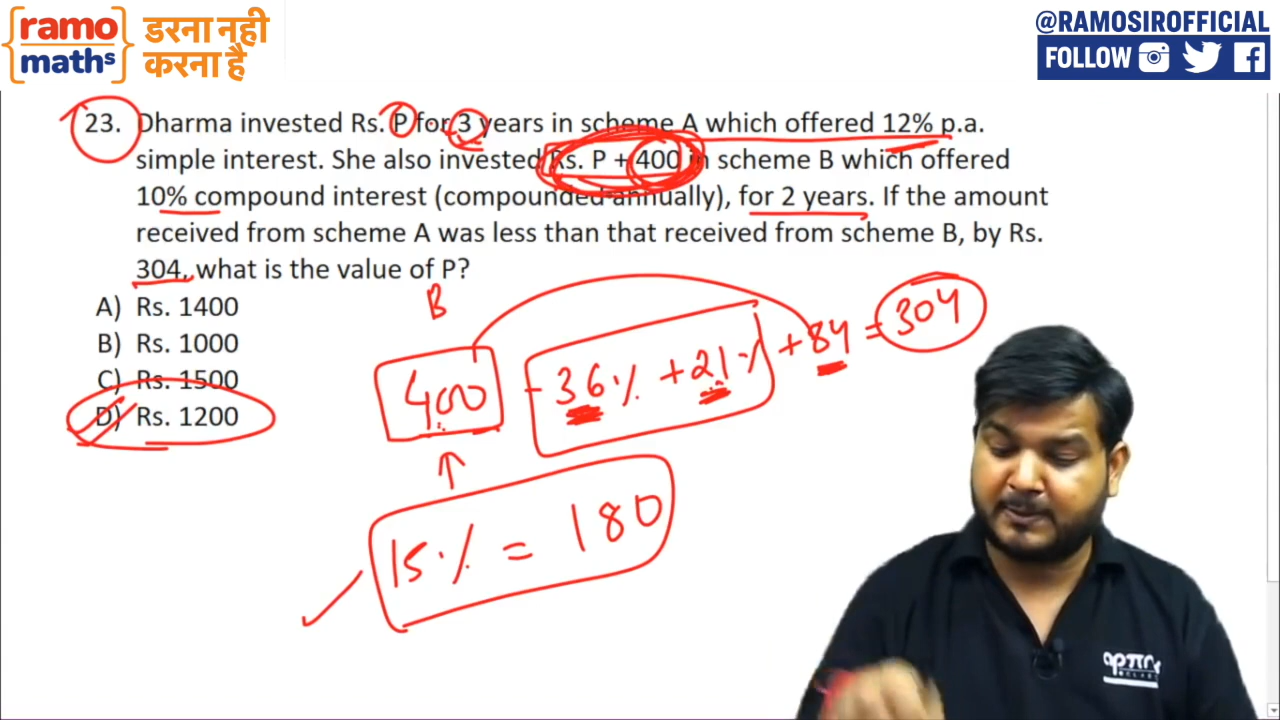 ramo
maths
डरना नही
करना है
@RAMOSIROFFICIAL
FOLLOW
23. Dharma invested Rs. P for 3 years in scheme A which offered 12% p.a.
simple interest. She also invested Rs. P + 400 in scheme B which offered
10% compound interest (compounded annually), for 2 years. If the amount
received from scheme A was less than that received from scheme B, by Rs.
304, what is the value of P?
A) Rs. 1400
B) Rs. 1000
C) Rs. 1500
D) Rs. 1200
B
400 - 36% + 21% + 84 = 304
15% = 180